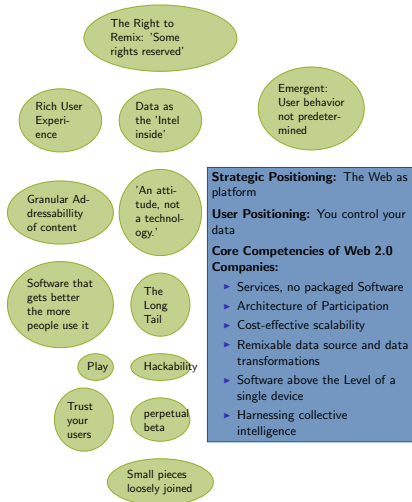 The Right to
Remix: 'Some
rights reserved'
Rich User
Experi-
ence
Data as
the 'Intel
inside'
Emergent:
User behavior
not predeter-
mined
Granular Ad-
dressabillity
of content
'An atti-
tude, not
a technol-
ogy.'
Strategic Positioning: The Web as
platform
User Positioning: You control your
data
Core Competencies of Web 2.0
Companies:
Services, no packaged Software
Architecture of Participation
Cost-effective scalability
Remixable data source and data
transformations
Software above the Level of a
single device
Harnessing collective
intelligence
Software that
gets better
the more
people use it
The
Long
Tail
Play
Hackability
Trust
your
users
perpetual
beta
Small pieces
loosely joined